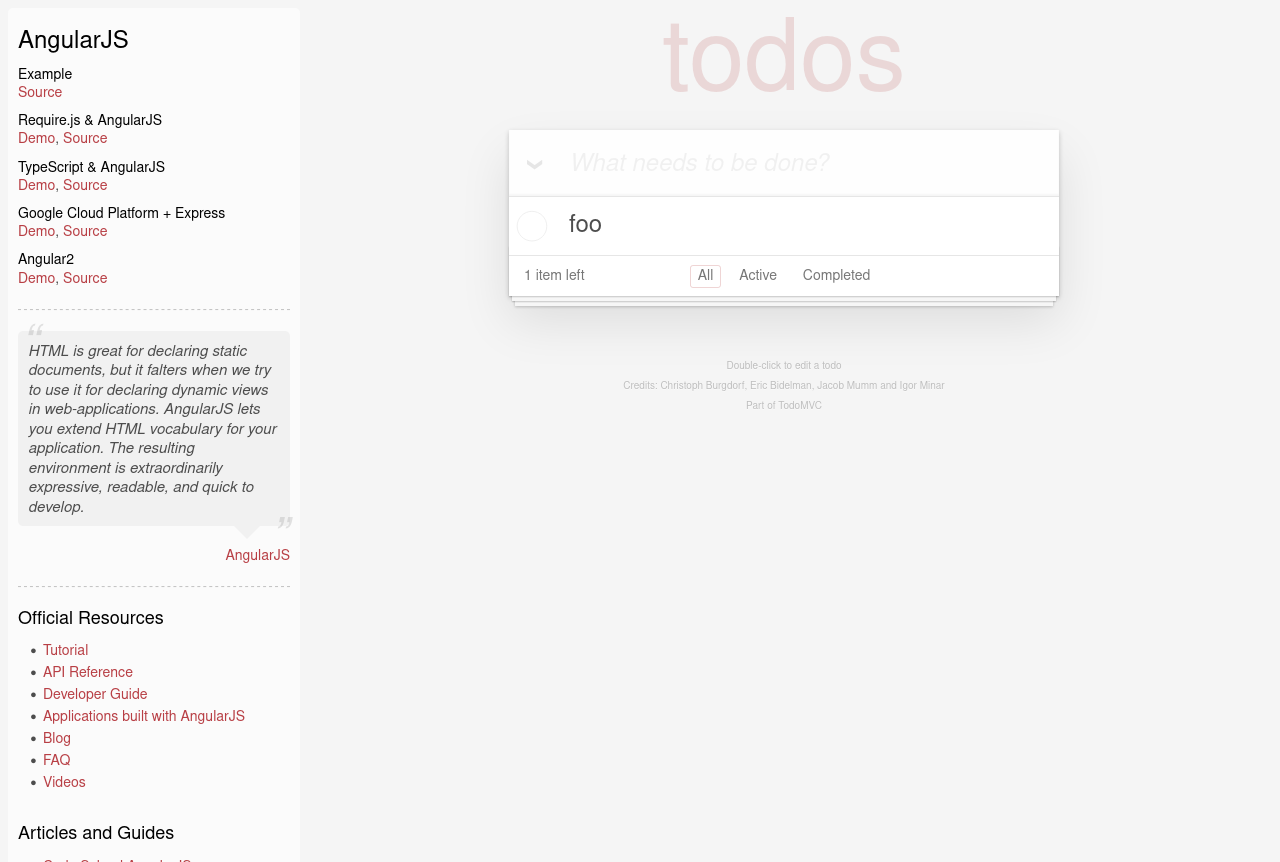 AngularJS
Example
Source
Require.js & AngularJS
Demo, Source
TypeScript & AngularJS
Demo, Source
Google Cloud Platform + Express
Demo, Source
Angular2
Demo, Source
“
HTML is great for declaring static
documents, but it falters when we try
to use it for declaring dynamic views
in web-applications. AngularJS lets
you extend HTML vocabulary for your
application. The resulting
environment is extraordinarily
expressive, readable, and quick to
develop.
”
AngularJS
Official Resources
• Tutorial
• API Reference
• Developer Guide
• Applications built with AngularJS
• Blog
• FAQ
• Videos
Articles and Guides
todos
What needs to be done?
foo
1 item left All Active Completed
Double-click to edit a todo
Credits: Christoph Burgdorf, Eric Bidelman, Jacob Mumm and Igor Minar
Part of TodoMVC